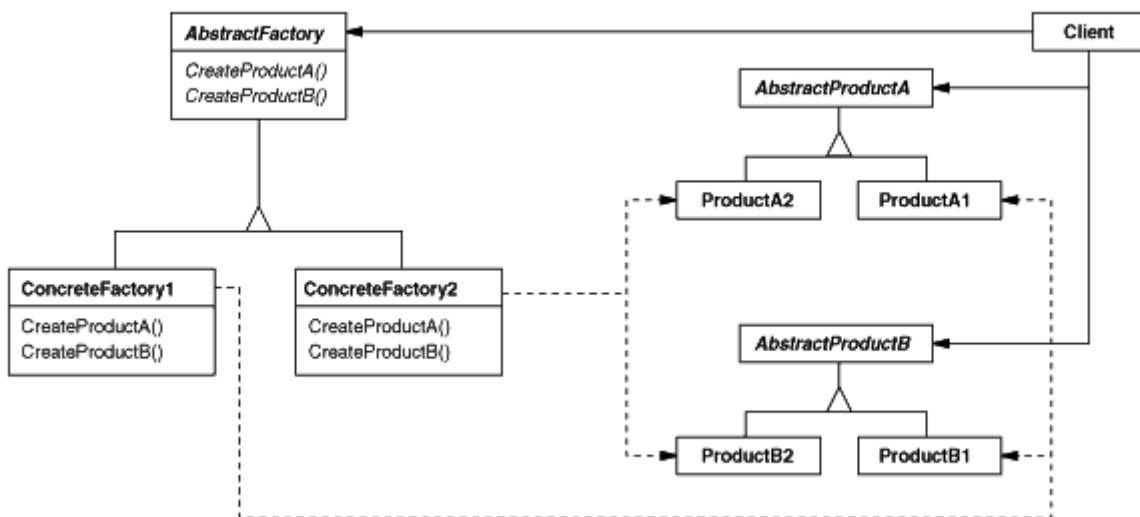 AbstractFactory
CreateProductA()
CreateProductB()
Client
AbstractProductA
ProductA2
ProductA1
ConcreteFactory1
CreateProductA()
CreateProductB()
ConcreteFactory2
CreateProductA()
CreateProductB()
AbstractProductB
ProductB2
ProductB1